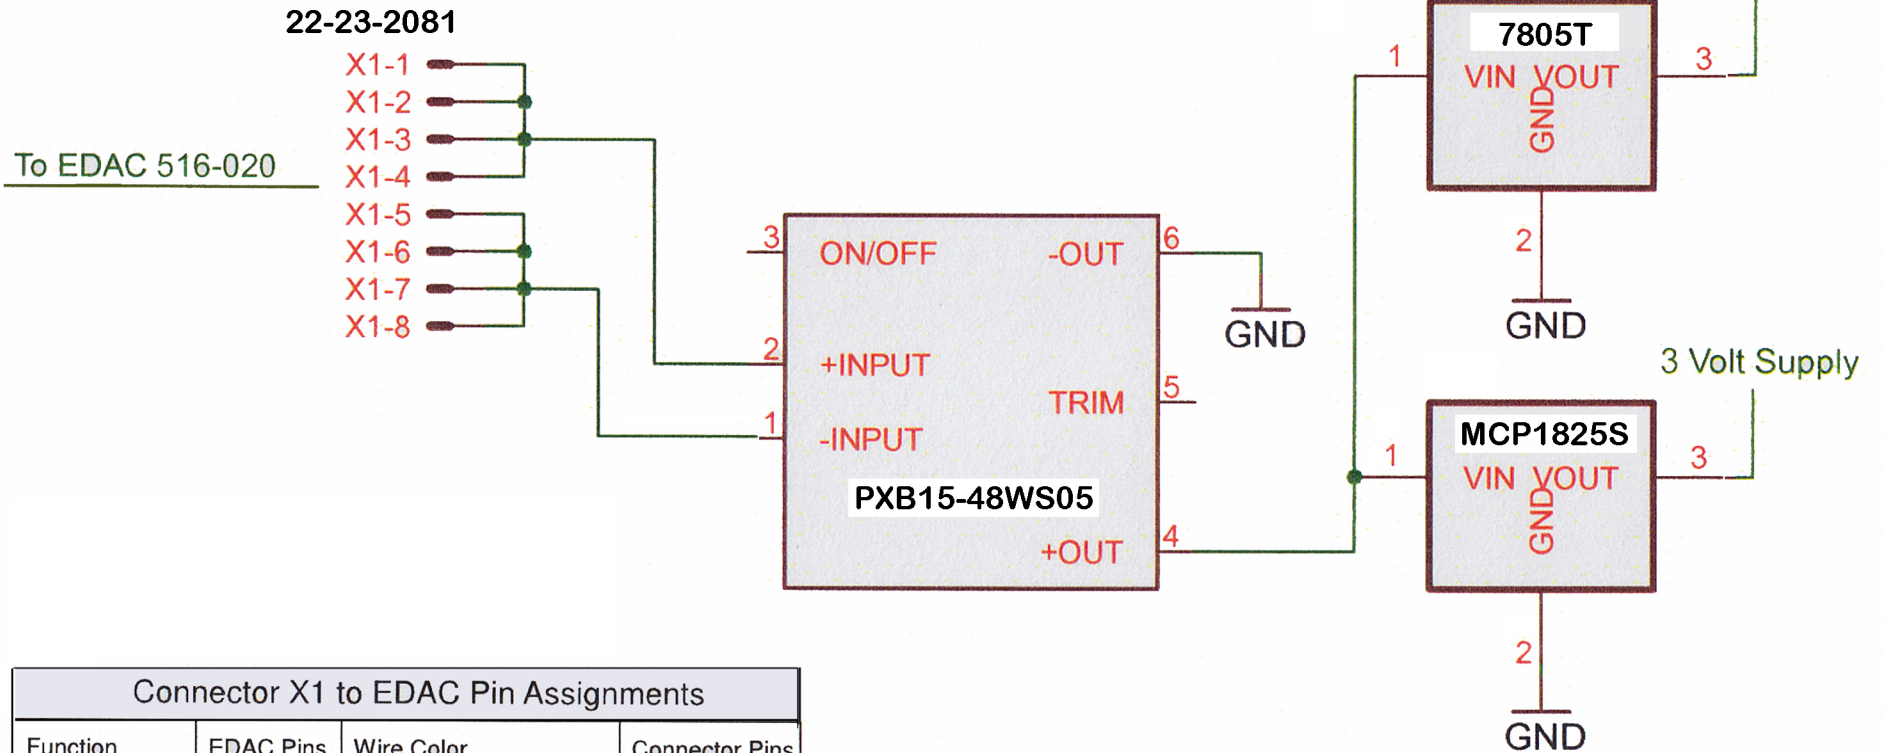 22-23-2081
X1-1
X1-2
X1-3
X1-4
X1-5
X1-6
X1-7
X1-8
To EDAC 516-020
3 ON/OFF
-OUT 6
2 +INPUT
TRIM 5
1 -INPUT
PXB15-48WS05
+OUT 4
GND
7805T
1 VIN VOUT 3
GND
2
GND
3 Volt Supply
MCP1825S
1 VIN VOUT 3
GND
2
GND
Connector X1 to EDAC Pin Assignments
Function EDAC Pins Wire Color Connector Pins